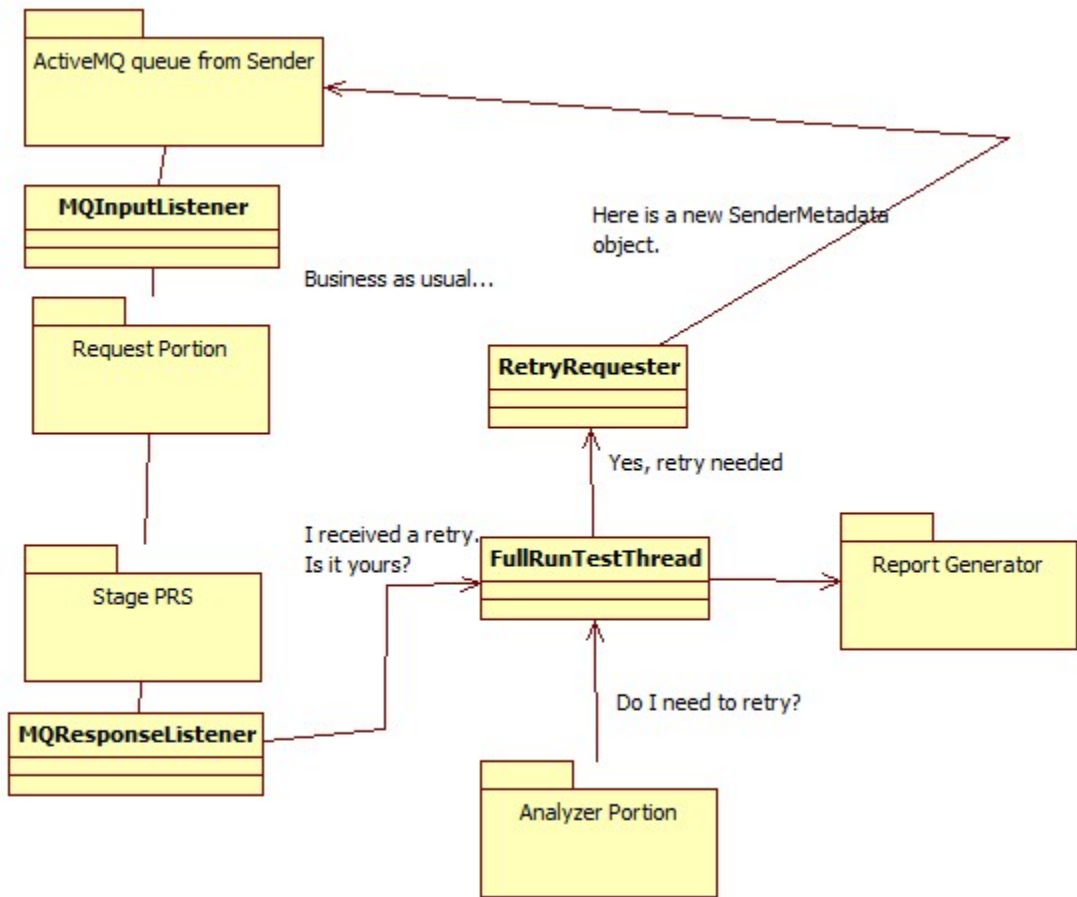 ActiveMQ queue from Sender
MQInputListener
Here is a new SenderMetadata
object.
Business as usual...
Request Portion
RetryRequester
Yes, retry needed
I received a retry.
Is it yours?
FullRunTestThread
Report Generator
Stage PRS
Do I need to retry?
MQResponseListener
Analyzer Portion